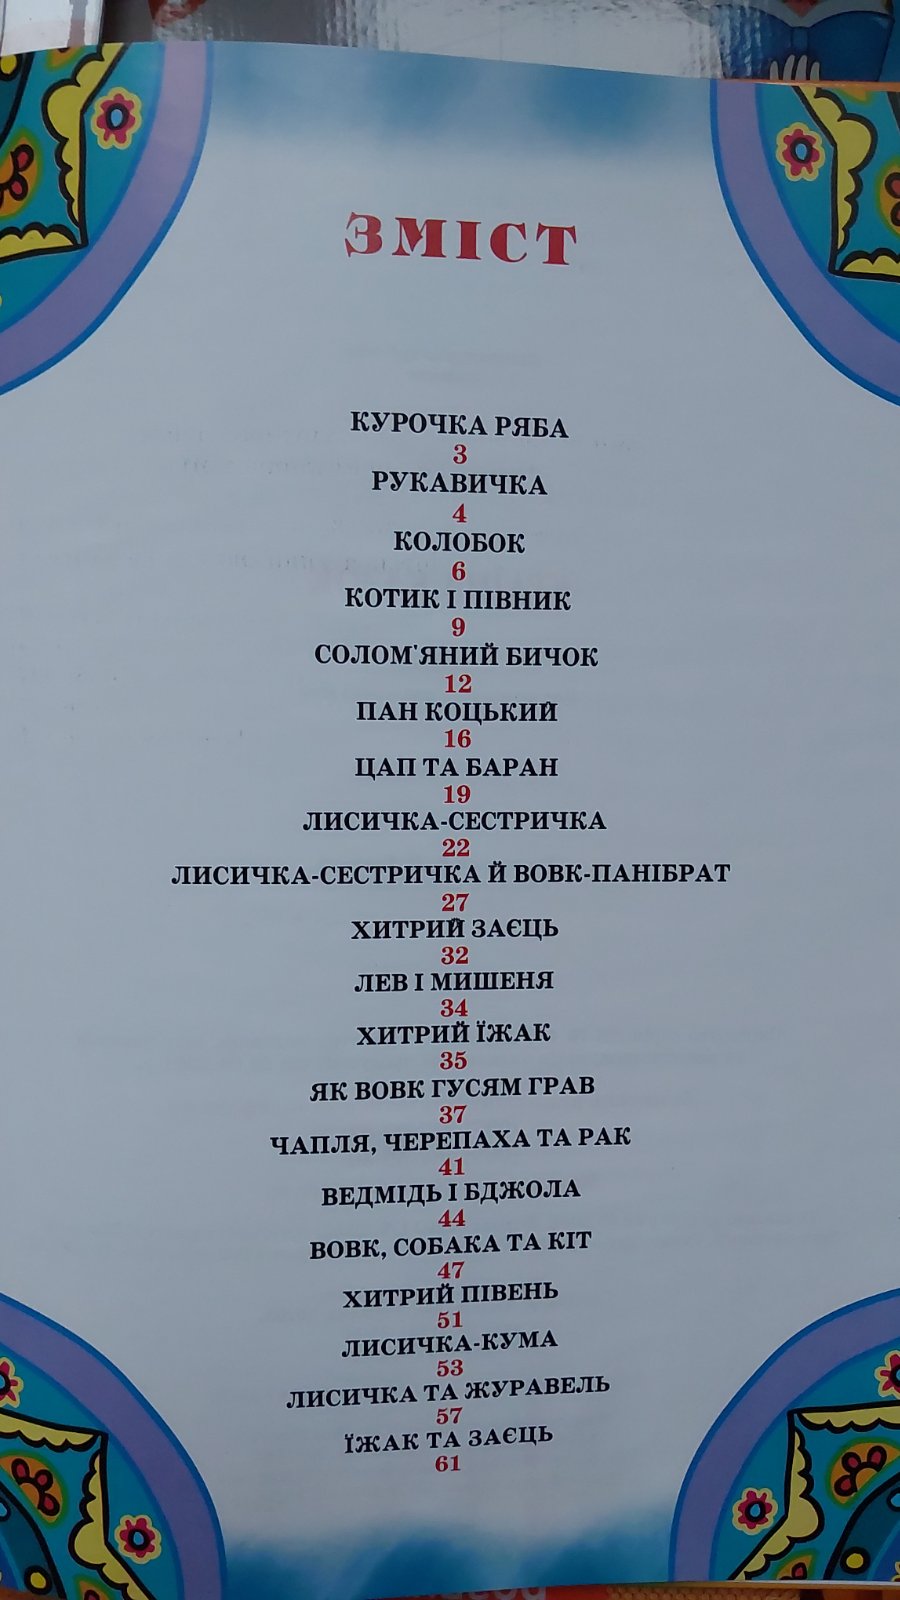 ЗМІСТ
КУРОЧКА РЯБА
3
РУКАВИЧКА
4
КОЛОБОК
6
КОТИК І ПІВНИК
9
СОЛОМ'ЯНИЙ БИЧОК
12
ПАН КОЦЬКИЙ
16
ЦАП ТА БАРАН
19
ЛИСИЧКА-СЕСТРИЧКА
22
ЛИСИЧКА-СЕСТРИЧКА Й ВОВК-ПАНІБРАТ
27
ХИТРИЙ ЗАЄЦЬ
32
ЛЕВ І МИШЕНЯ
34
ХИТРИЙ ЇЖАК
35
ЯК ВОВК ГУСЯМ ГРАВ
37
ЧАПЛЯ, ЧЕРЕПАХА ТА РАК
41
ВЕДМІДЬ І БДЖОЛА
44
ВОВК, СОБАКА ТА КІТ
47
ХИТРИЙ ПІВЕНЬ
51
ЛИСИЧКА-КУМА
53
ЛИСИЧКА ТА ЖУРАВЕЛЬ
57
ЇЖАК ТА ЗАЄЦЬ
61